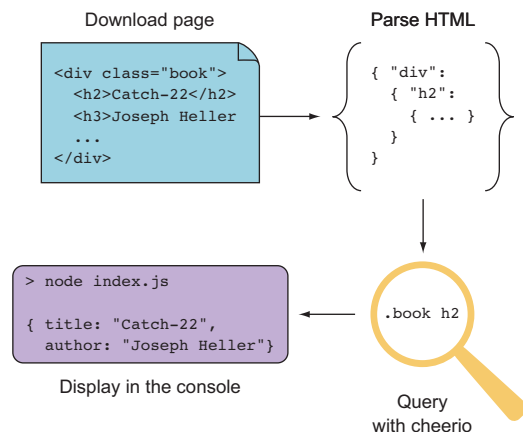 Download page
<div class="book">
<h2>Catch-22</h2>
<h3>Joseph Heller
...
</div>
Parse HTML
{ "div":
{ "h2":
{ ... }
}
}
.book h2
Query
with cheerio
> node index.js
{ title: "Catch-22",
author: "Joseph Heller"}
Display in the console